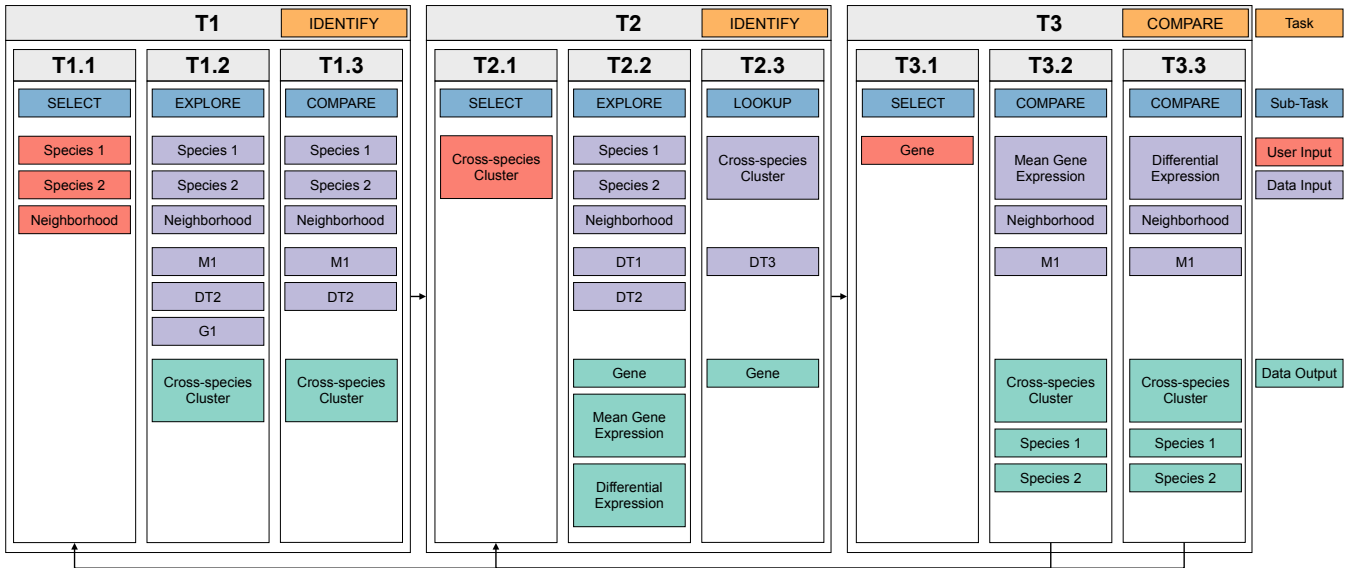 T1
IDENTIFY
T1.1
SELECT
Species 1
Species 2
Neighborhood
T1.2
EXPLORE
Species 1
Species 2
Neighborhood
M1
DT2
G1
Cross-species
Cluster
T1.3
COMPARE
Species 1
Species 2
Neighborhood
M1
DT2
Cross-species
Cluster
T2
IDENTIFY
T2.1
SELECT
Cross-species
Cluster
T2.2
EXPLORE
Species 1
Species 2
Neighborhood
DT1
DT2
Gene
Mean Gene
Expression
Differential
Expression
T2.3
LOOKUP
Cross-species
Cluster
DT3
Gene
T3
COMPARE
T3.1
SELECT
Gene
T3.2
COMPARE
Mean Gene
Expression
Neighborhood
M1
Cross-species
Cluster
Species 1
Species 2
T3.3
COMPARE
Differential
Expression
Neighborhood
M1
Cross-species
Cluster
Species 1
Species 2
Task
Sub-Task
User Input
Data Input
Data Output